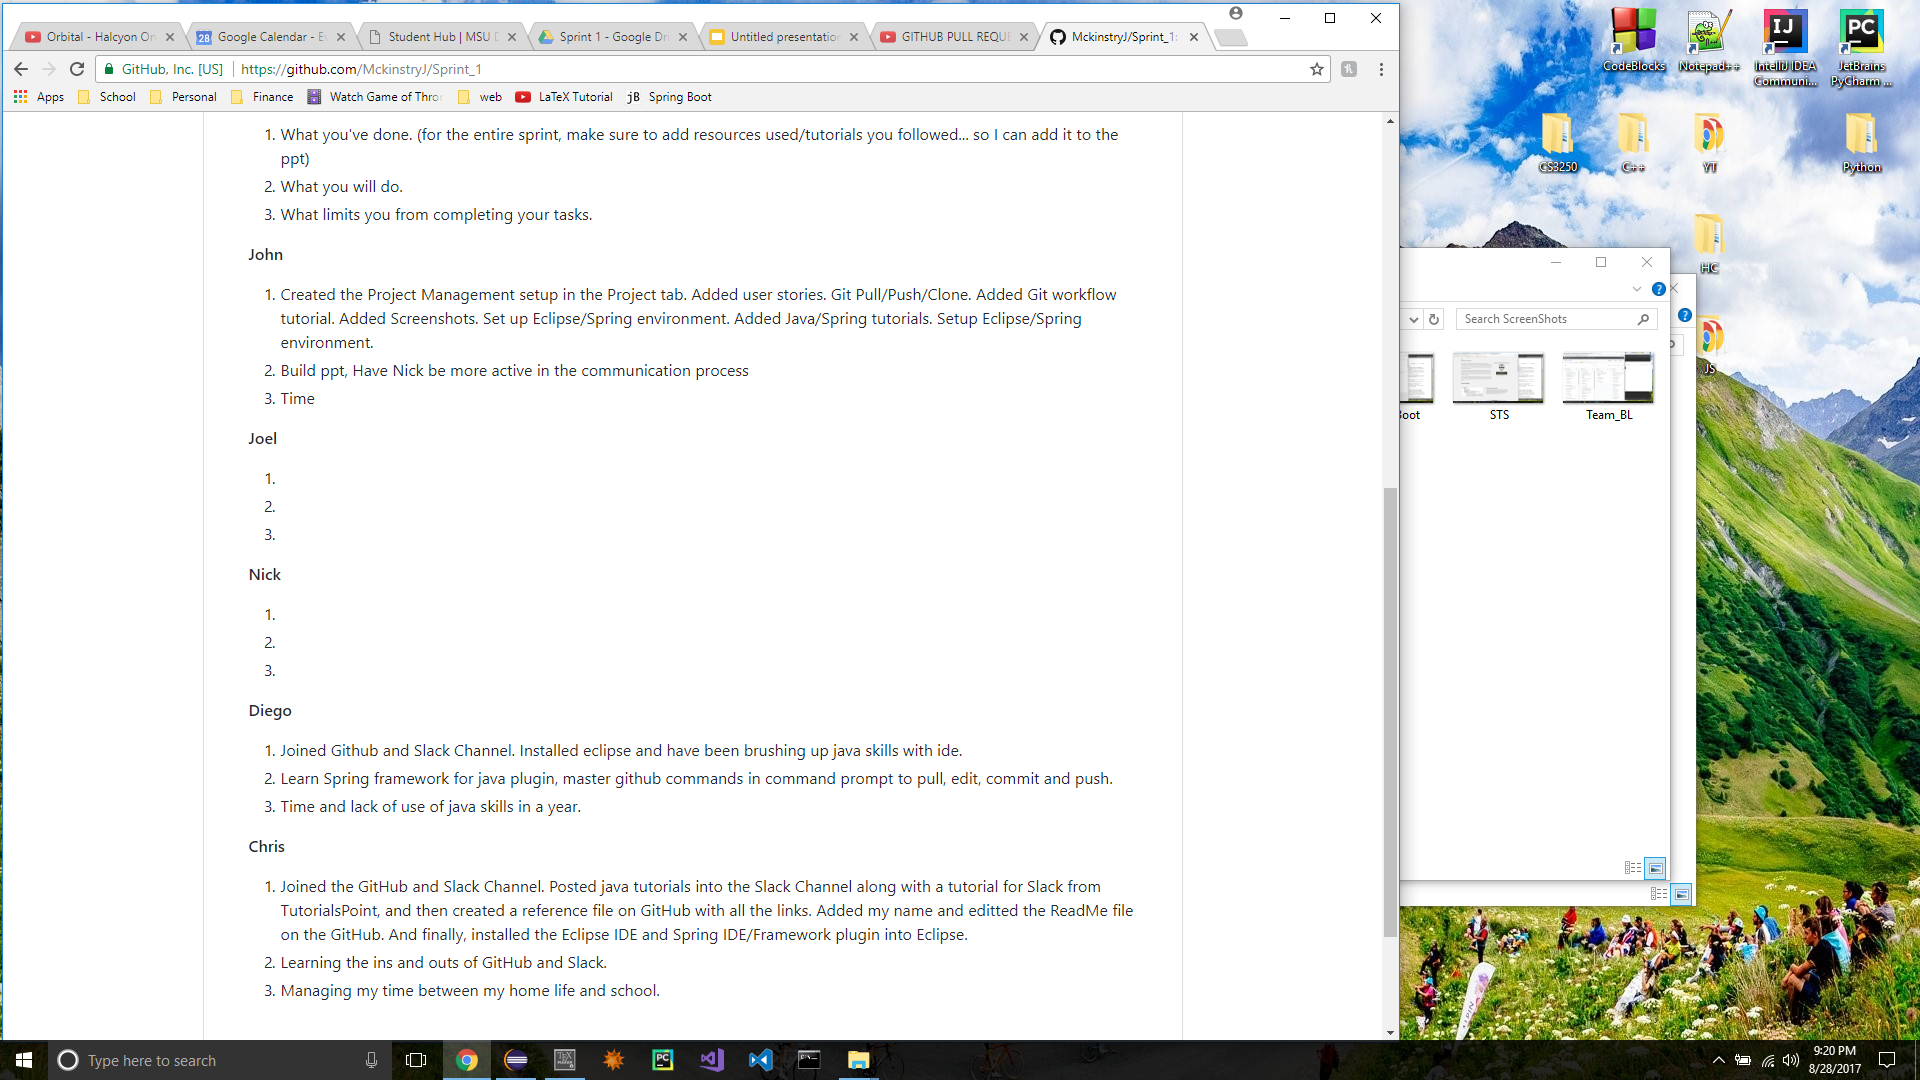 Orbital - Halcyon On
Google Calendar - Ev
Student Hub | MSU D
Sprint 1 - Google Dri
Untitled presentation
GITHUB PULL REQUE
MckinstryJ/Sprint_1:
GitHub, Inc. [US]
https://github.com/MckinstryJ/Sprint_1
Apps
School
Personal
Finance
Watch Game of Thron
web
LaTeX Tutorial
jB Spring Boot
1. What you've done. (for the entire sprint, make sure to add resources used/tutorials you followed... so I can add it to the
ppt)
2. What you will do.
3. What limits you from completing your tasks.
John
1. Created the Project Management setup in the Project tab. Added user stories. Git Pull/Push/Clone. Added Git workflow
tutorial. Added Screenshots. Set up Eclipse/Spring environment. Added Java/Spring tutorials. Setup Eclipse/Spring
environment.
2. Build ppt, Have Nick be more active in the communication process
3. Time
Joel
1.
2.
3.
Nick
1.
2.
3.
Diego
1. Joined Github and Slack Channel. Installed eclipse and have been brushing up java skills with ide.
2. Learn Spring framework for java plugin, master github commands in command prompt to pull, edit, commit and push.
3. Time and lack of use of java skills in a year.
Chris
1. Joined the GitHub and Slack Channel. Posted java tutorials into the Slack Channel along with a tutorial for Slack from
TutorialsPoint, and then created a reference file on GitHub with all the links. Added my name and editted the ReadMe file
on the GitHub. And finally, installed the Eclipse IDE and Spring IDE/Framework plugin into Eclipse.
2. Learning the ins and outs of GitHub and Slack.
3. Managing my time between my home life and school.
CodeBlocks
Notepad++
IntelliJ IDEA
Communi...
JetBrains
PyCharm ...
CS3250
C++
YT
Python
HC
JS
Search ScreenShots
Boot
STS
Team_BL
Type here to search
9:20 PM
8/28/2017